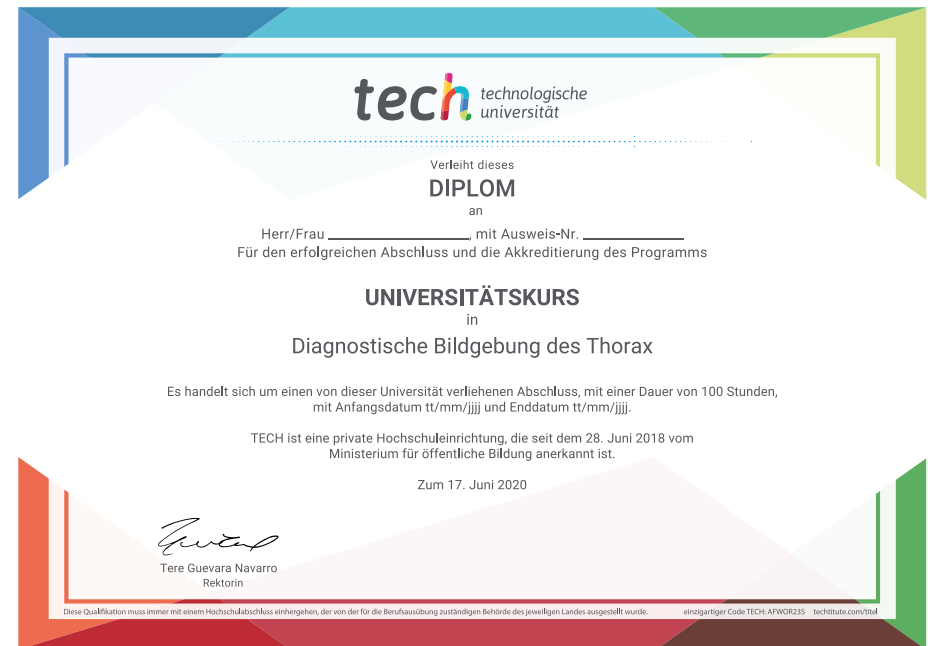 tech technologische
universität
Verleiht dieses
DIPLOM
an
Herr/Frau ____________________, mit Ausweis-Nr. ______________
Für den erfolgreichen Abschluss und die Akkreditierung des Programms
UNIVERSITÄTSKURS
in
Diagnostische Bildgebung des Thorax
Es handelt sich um einen von dieser Universität verliehenen Abschluss, mit einer Dauer von 100 Stunden,
mit Anfangsdatum tt/mm/jjjj und Enddatum tt/mm/jjjj.
TECH ist eine private Hochschuleinrichtung, die seit dem 28. Juni 2018 vom
Ministerium für öffentliche Bildung anerkannt ist.
Zum 17. Juni 2020
Tere Guevara Navarro
Rektorin
Diese Qualifikation muss immer mit einem Hochschulabschluss einhergehen, der von der für die Berufsausübung zuständigen Behörde des jeweiligen Landes ausgestellt wurde. einzigartiger Code TECH: AFWOR235 techtitute.com/titel